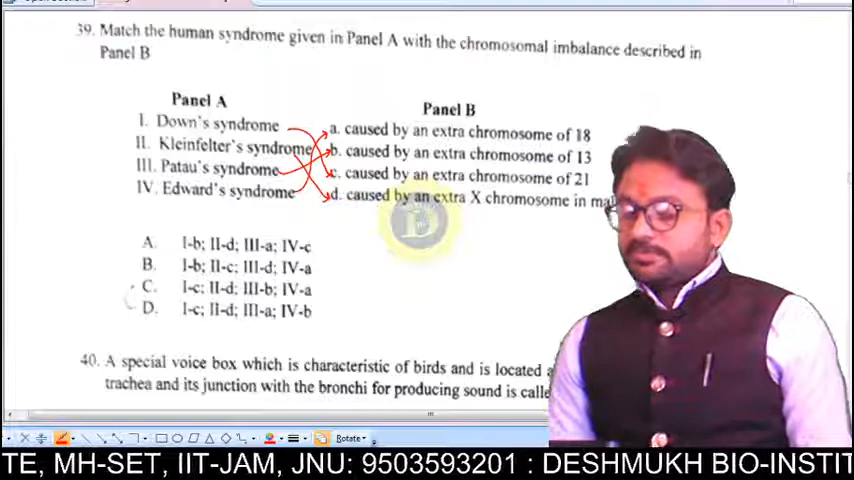 39. Match the human syndrome given in Panel A with the chromosomal imbalance described in
Panel B
Panel A
Panel B
I. Down's syndrome
a. caused by an extra chromosome of 18
II. Kleinfelter's syndrome
b. caused by an extra chromosome of 13
III. Patau's syndrome
c. caused by an extra chromosome of 21
IV. Edward's syndrome
d. caused by an extra X chromosome in
A. I-b; II-d; III-a; IV-c
B. I-b; II-c; III-d; IV-a
C. I-c; II-d; III-b; IV-a
D. I-c; II-d; III-a; IV-b
40. A special voice box which is characteristic of birds and is located
trachea and its junction with the bronchi for producing sound is
Rotate
TE, MH-SET, IIT-JAM, JNU: 9503593201 : DESHMUKH BIO-INSTIT